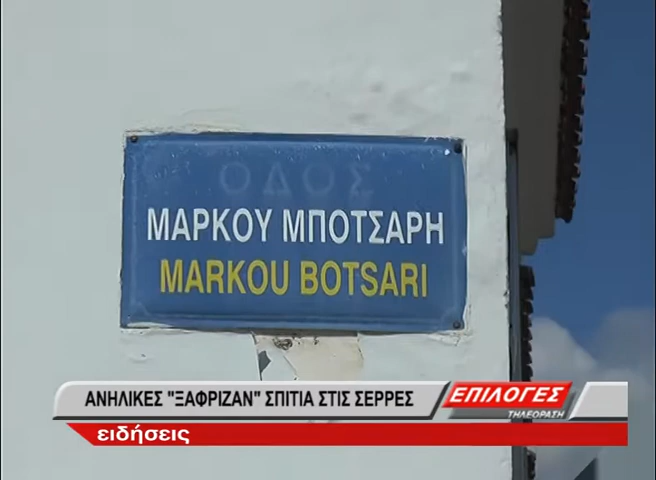 ΟΔΟΣ
ΜΑΡΚΟΥ ΜΠΟΤΣΑΡΗ
MARKOU BOTSARI
ΑΝΗΛΙΚΕΣ "ΞΑΦΡΙΖΑΝ" ΣΠΙΤΙΑ ΣΤΙΣ ΣΕΡΡΕΣ
ΕΠΙΛΟΓΕΣ
ΤΗΛΕΟΡΑΣΗ
ειδήσεις